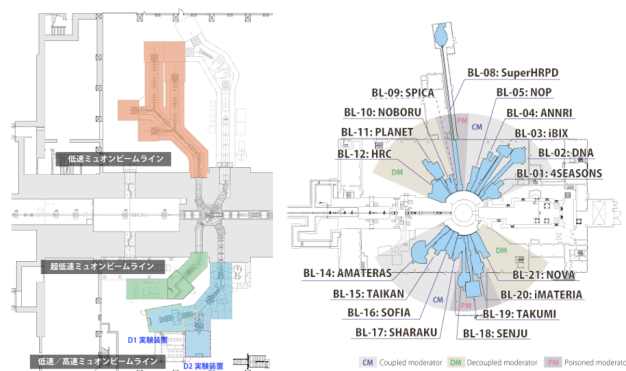 低速ミュオンビームライン
超低速ミュオンビームライン
D1 実験装置
低速／高速ミュオンビームライン
D2 実験装置
BL-08: SuperHRPD
BL-09: SPICA
BL-05: NOP
BL-10: NOBORU
BL-04: ANNRI
BL-11: PLANET
BL-03: iBIX
BL-12: HRC
BL-02: DNA
BL-01: 4SEASONS
PM
CM
DM
DM
BL-14: AMATERAS
BL-21: NOVA
BL-15: TAIKAN
BL-20: iMATERIA
BL-16: SOFIA
CM
PM
BL-19: TAKUMI
BL-17: SHARAKU
BL-18: SENJU
CM Coupled moderator
DM Decoupled moderator
PM Poisoned moderator